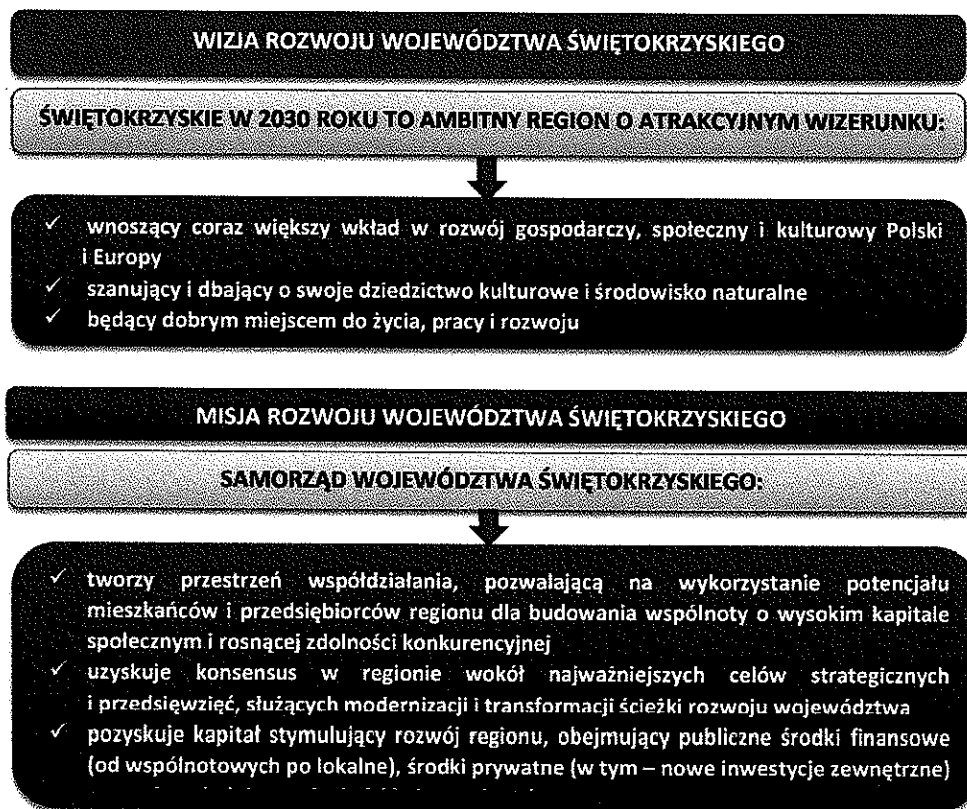 WIZJA ROZWOJU WOJEWÓDZTWA ŚWIĘTOKRZYSKIEGO
ŚWIĘTOKRZYSKIE W 2030 ROKU TO AMBITNY REGION O ATRAKCYJNYM WIZERUNKU:
✓ wnoszący coraz większy wkład w rozwój gospodarczy, społeczny i kulturowy Polski
i Europy
✓ szanujący i dbający o swoje dziedzictwo kulturowe i środowisko naturalne
✓ będący dobrym miejscem do życia, pracy i rozwoju
MISJA ROZWOJU WOJEWÓDZTWA ŚWIĘTOKRZYSKIEGO
SAMORZĄD WOJEWÓDZTWA ŚWIĘTOKRZYSKIEGO:
✓ tworzy przestrzeń współdziałania, pozwalającą na wykorzystanie potencjału
mieszkańców i przedsiębiorców regionu dla budowania wspólnoty o wysokim kapitale
społecznym i rosnącej zdolności konkurencyjnej
✓ uzyskuje konsensus w regionie wokół najważniejszych celów strategicznych
i przedsięwzięć, służących modernizacji i transformacji ścieżki rozwoju województwa
✓ pozyskuje kapitał stymulujący rozwój regionu, obejmujący publiczne środki finansowe
(od wspólnotowych po lokalne), środki prywatne (w tym – nowe inwestycje zewnętrzne)